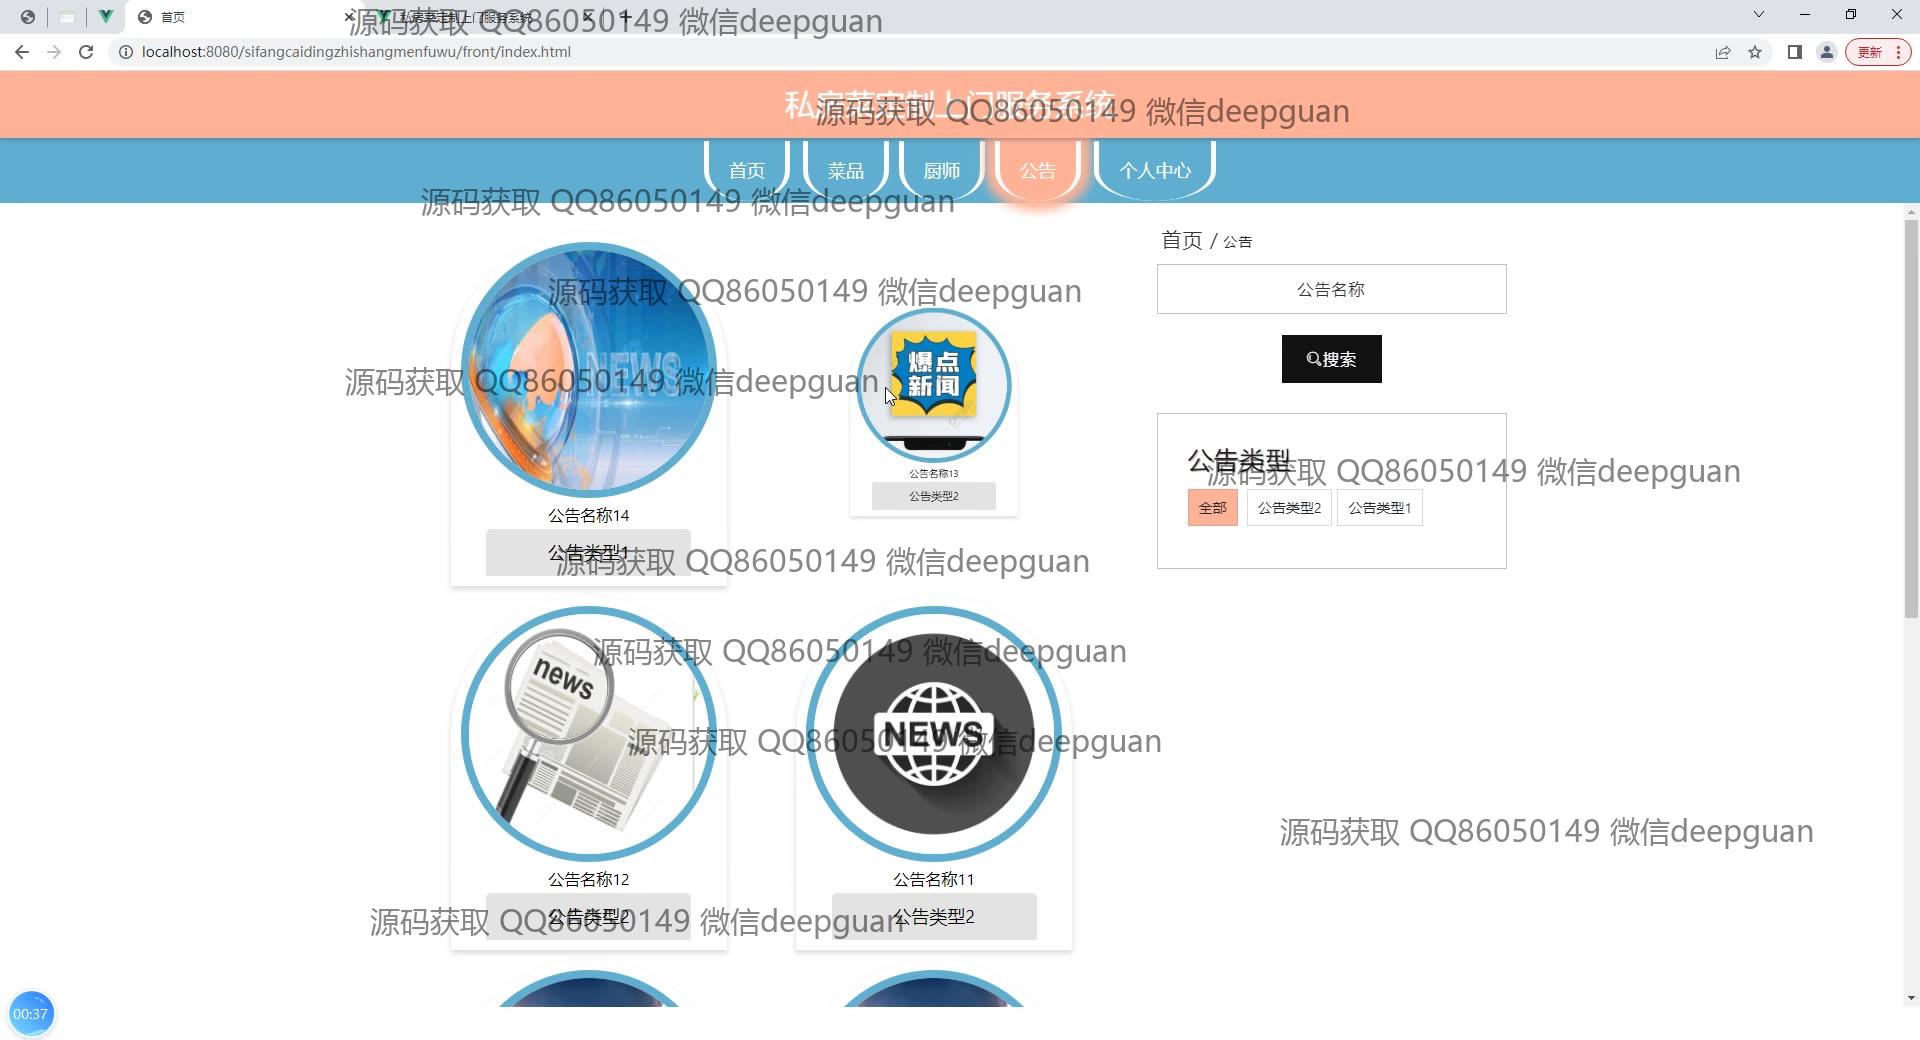 首页
私房菜定制上门服务系统
源码获取 QQ86050149 微信deepguan
localhost:8080/sifangcaidingzhishangmenfuwu/front/index.html
更新
私房菜定制上门服务系统
源码获取 QQ86050149 微信deepguan
首页 菜品 厨师 公告 个人中心
源码获取 QQ86050149 微信deepguan
首页 / 公告
公告名称
源码获取 QQ86050149 微信deepguan
搜索
NEWS
爆点
新闻
源码获取 QQ86050149 微信deepguan
公告类型
源码获取 QQ86050149 微信deepguan
全部 公告类型2 公告类型1
公告名称13
公告类型2
公告名称14
公告类型1
源码获取 QQ86050149 微信deepguan
news
源码获取 QQ86050149 微信deepguan
NEWS
源码获取 QQ86050149 微信deepguan
源码获取 QQ86050149 微信deepguan
公告名称12
公告名称11
公告类型2
公告类型2
源码获取 QQ86050149 微信deepguan
00:37